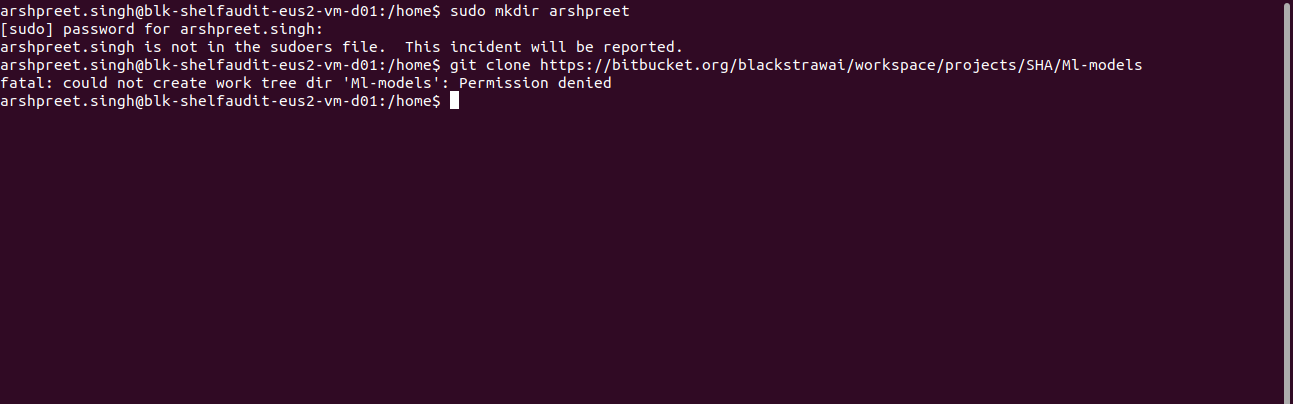 arshpreet.singh@blk-shelfaudit-eus2-vm-d01:/home$ sudo mkdir arshpreet
[sudo] password for arshpreet.singh:
arshpreet.singh is not in the sudoers file.  This incident will be reported.
arshpreet.singh@blk-shelfaudit-eus2-vm-d01:/home$ git clone https://bitbucket.org/blackstrawai/workspace/projects/SHA/Ml-models
fatal: could not create work tree dir 'Ml-models': Permission denied
arshpreet.singh@blk-shelfaudit-eus2-vm-d01:/home$